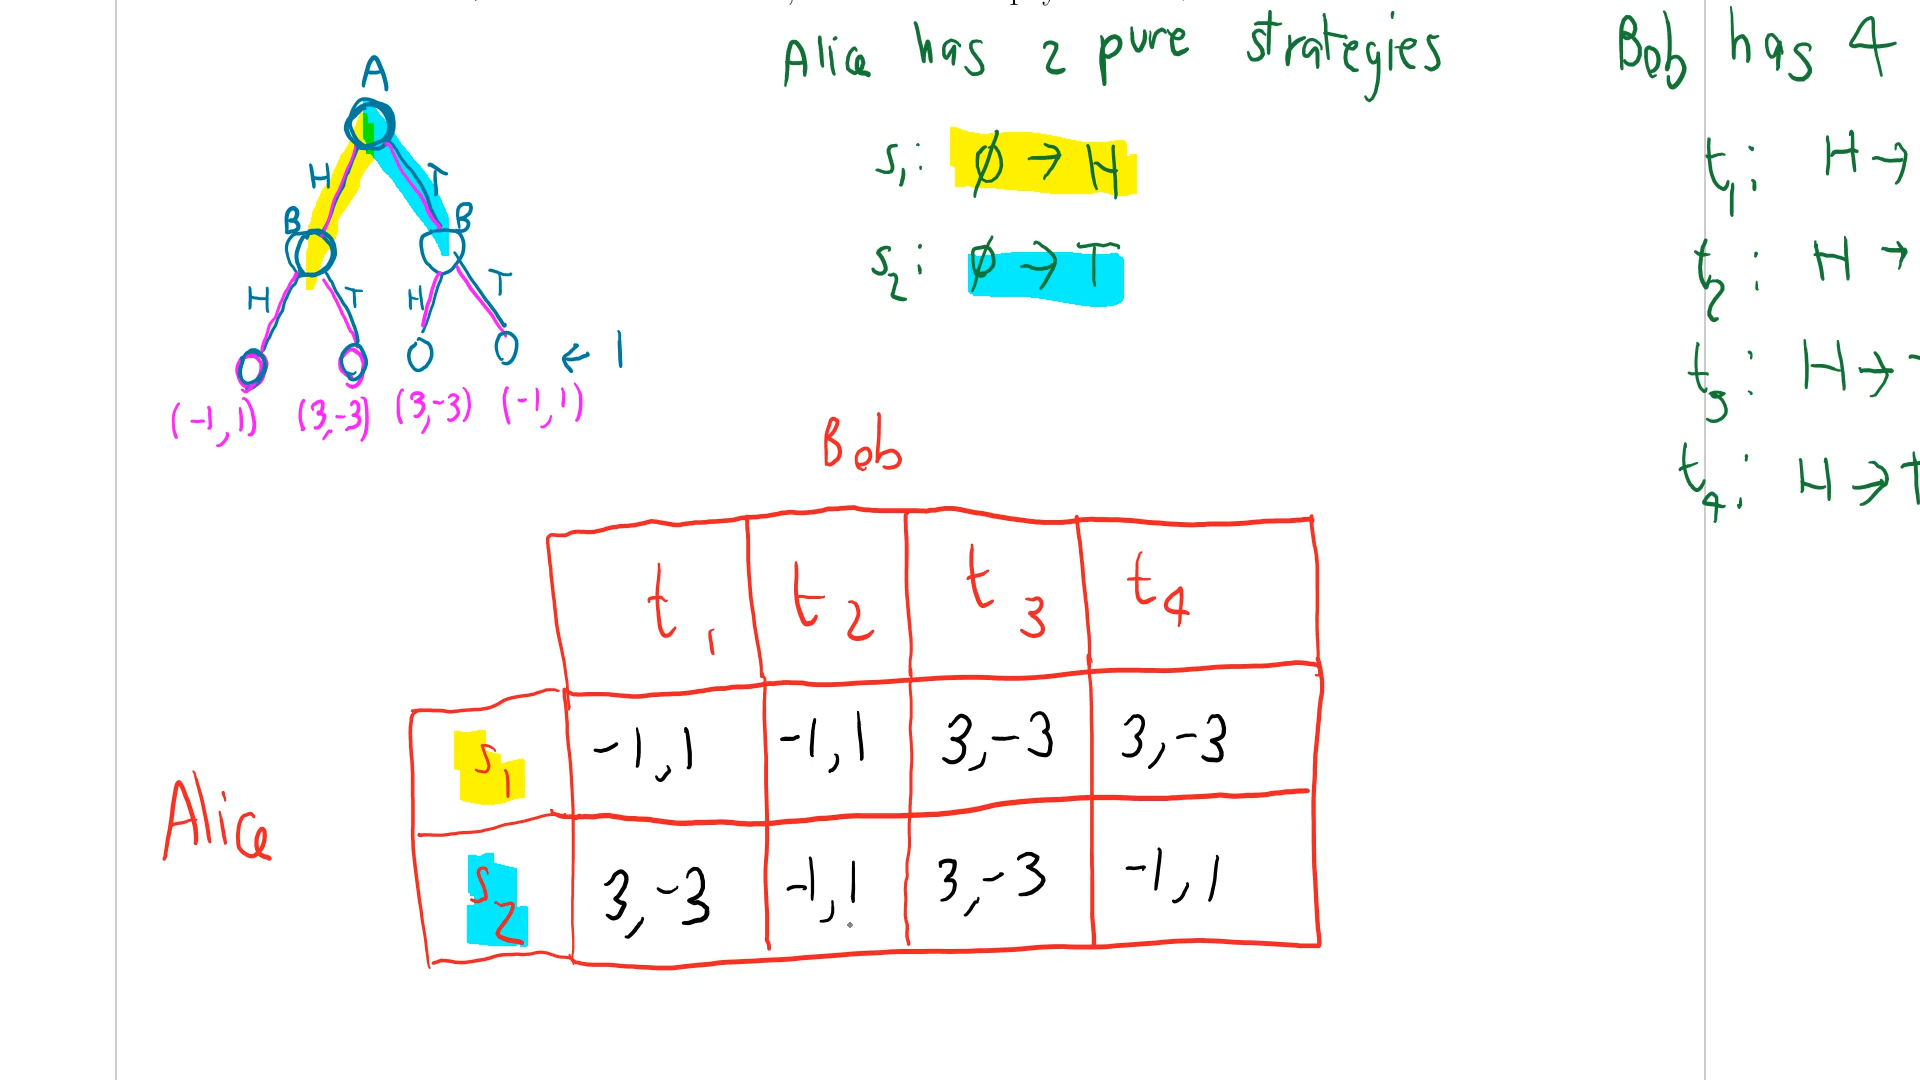 Alice has 2 pure strategies
Bob has 4
s1: ∅ → H
s2: ∅ → T
t1: H →
t2: H →
t3: H →
t4: H → T
A
H T
B B
H T H T
← 1
(-1, 1) (3,-3) (3,-3) (-1, 1)
Bob
t1 t2 t3 t4
Alice
s1 -1, 1 -1, 1 3, -3 3, -3
s2 3, -3 -1, 1 3, -3 -1, 1